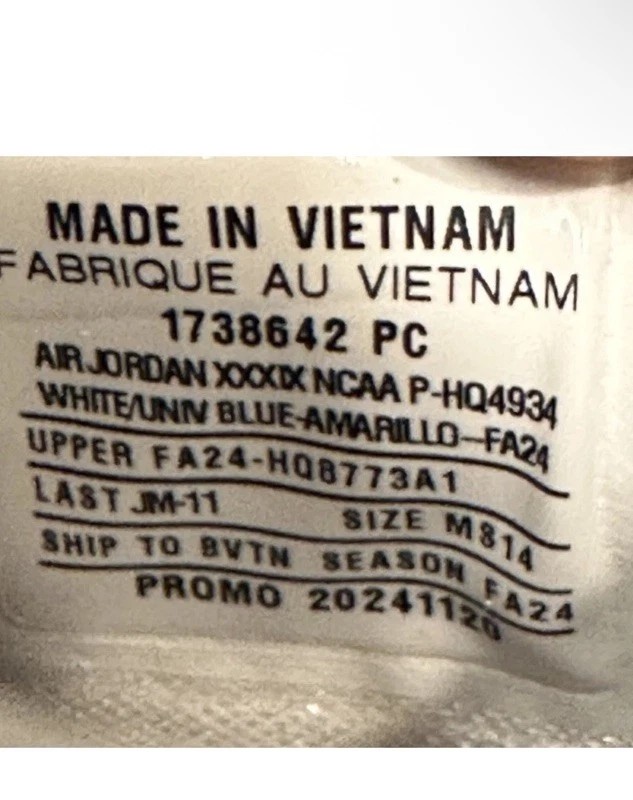 MADE IN VIETNAM
FABRIQUE AU VIETNAM
1738642 PC
AIR JORDAN XXXIX NCAA P-HQ4934
WHITE/UNIV BLUE-AMARILLO-FA24
UPPER FA24-HQ8773A1
LAST JM-11 SIZE M814
SHIP TO BVTN SEASON FA24
PROMO 20241120